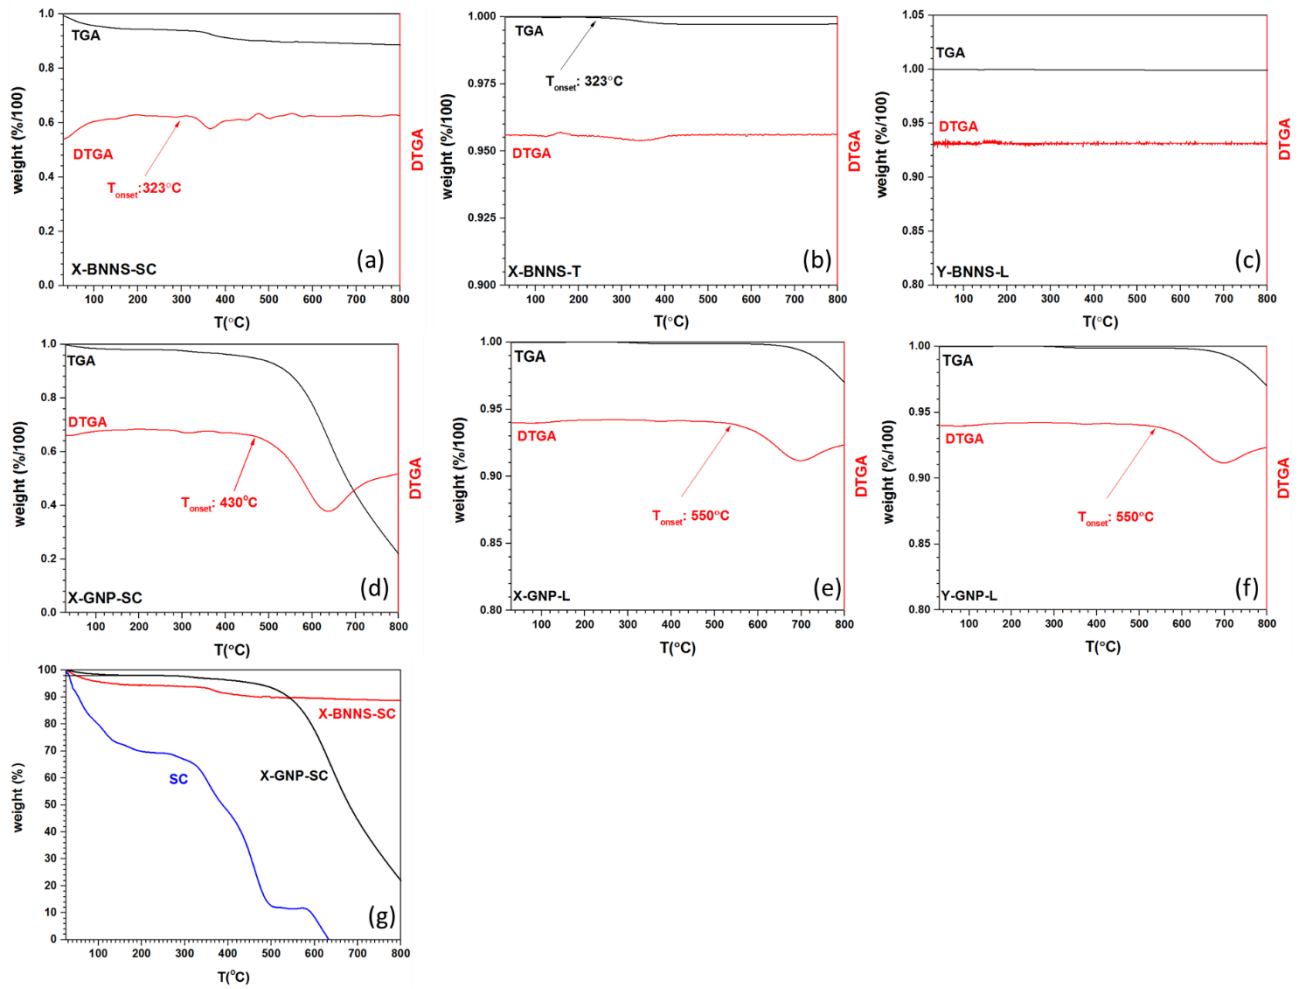 1.0
0.8
0.6
0.4
0.2
0.0
weight (%/100)
TGA
DTGA
T_onset:323°C
X-BNNS-SC
(a)
DTGA
100 200 300 400 500 600 700 800
T(°C)
1.000
0.975
0.950
0.925
0.900
weight (%/100)
TGA
T_onset: 323°C
DTGA
X-BNNS-T
(b)
DTGA
100 200 300 400 500 600 700 800
T(°C)
1.05
1.00
0.95
0.90
0.85
0.80
weight (%/100)
TGA
DTGA
Y-BNNS-L
(c)
DTGA
100 200 300 400 500 600 700 800
T(°C)
1.0
0.8
0.6
0.4
0.2
0.0
weight (%/100)
TGA
DTGA
T_onset: 430°C
X-GNP-SC
(d)
DTGA
100 200 300 400 500 600 700 800
T(°C)
1.00
0.95
0.90
0.85
0.80
weight (%/100)
TGA
DTGA
T_onset: 550°C
X-GNP-L
(e)
DTGA
100 200 300 400 500 600 700 800
T(°C)
1.00
0.95
0.90
0.85
0.80
weight (%/100)
TGA
DTGA
T_onset: 550°C
Y-GNP-L
(f)
DTGA
100 200 300 400 500 600 700 800
T(°C)
100
90
80
70
60
50
40
30
20
10
0
weight (%)
X-BNNS-SC
X-GNP-SC
SC
(g)
100 200 300 400 500 600 700 800
T(°C)